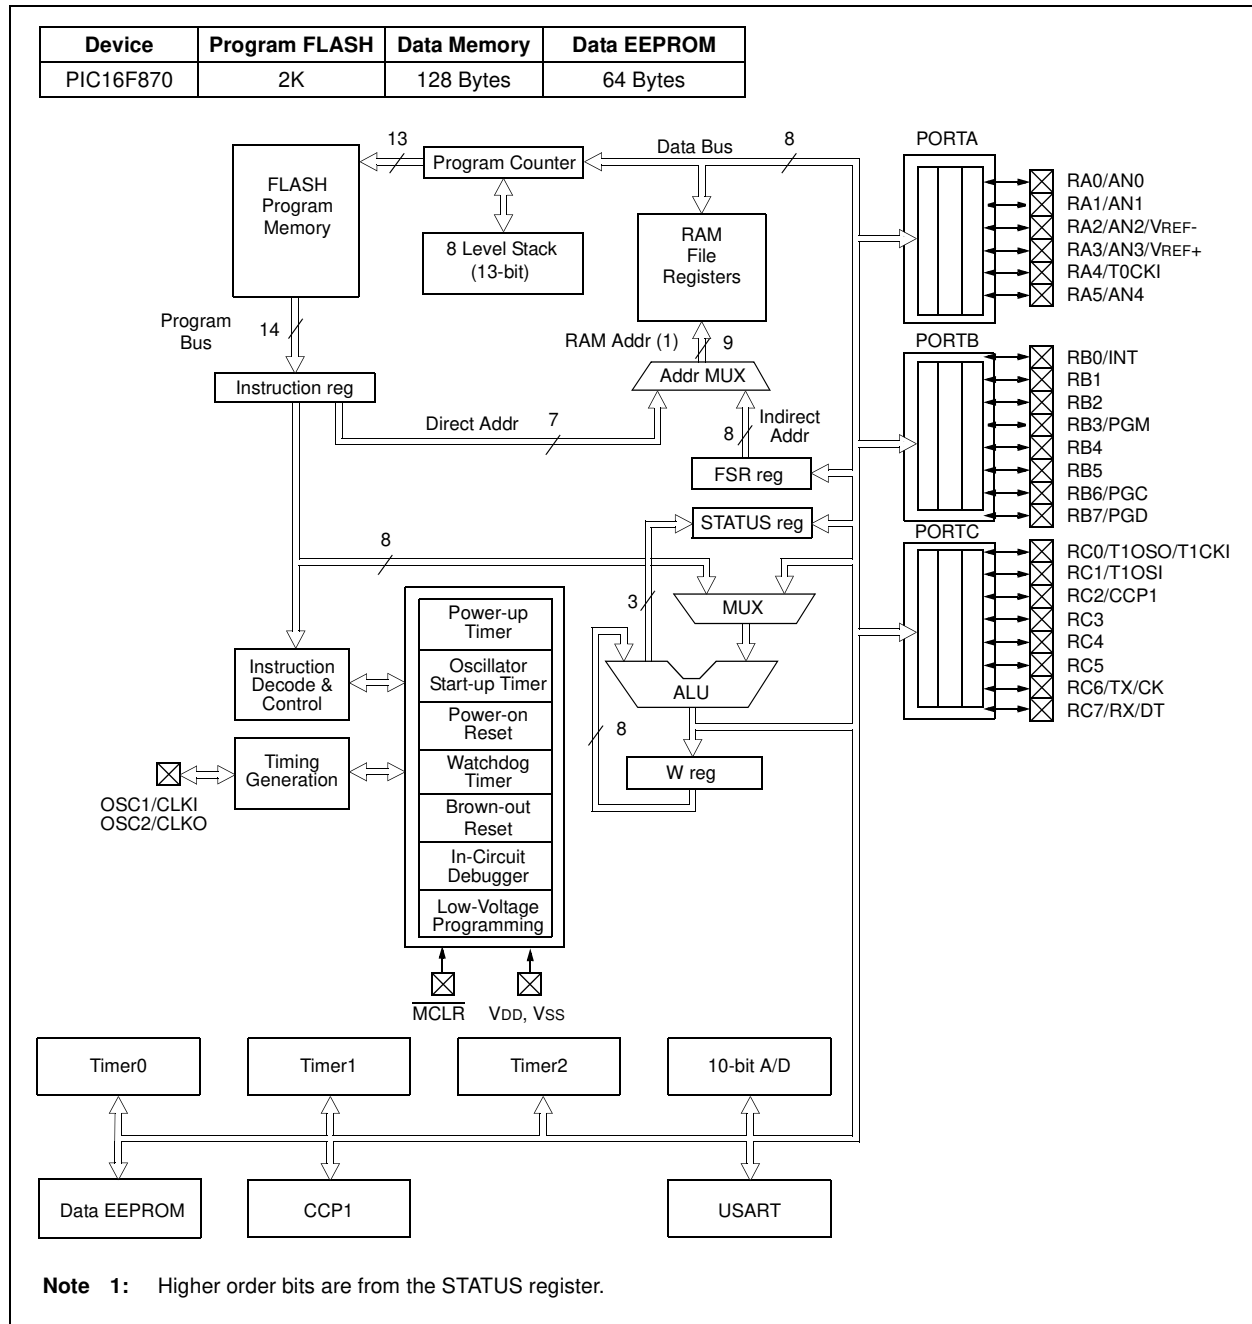 Device Program FLASH Data Memory Data EEPROM
PIC16F870 2K 128 Bytes 64 Bytes
FLASH
Program
Memory
13
Program Counter
Data Bus
8
8 Level Stack
(13-bit)
RAM
File
Registers
Program
Bus
14
RAM Addr (1)
9
Addr MUX
Instruction reg
Direct Addr
7
8
Indirect
Addr
FSR reg
STATUS reg
8
3
MUX
ALU
8
W reg
Instruction
Decode &
Control
Timing
Generation
OSC1/CLKI
OSC2/CLKO
Power-up
Timer
Oscillator
Start-up Timer
Power-on
Reset
Watchdog
Timer
Brown-out
Reset
In-Circuit
Debugger
Low-Voltage
Programming
MCLR
VDD, VSS
PORTA
RA0/AN0
RA1/AN1
RA2/AN2/VREF-
RA3/AN3/VREF+
RA4/T0CKI
RA5/AN4
PORTB
RB0/INT
RB1
RB2
RB3/PGM
RB4
RB5
RB6/PGC
RB7/PGD
PORTC
RC0/T1OSO/T1CKI
RC1/T1OSI
RC2/CCP1
RC3
RC4
RC5
RC6/TX/CK
RC7/RX/DT
Timer0
Timer1
Timer2
10-bit A/D
Data EEPROM
CCP1
USART
Note 1: Higher order bits are from the STATUS register.